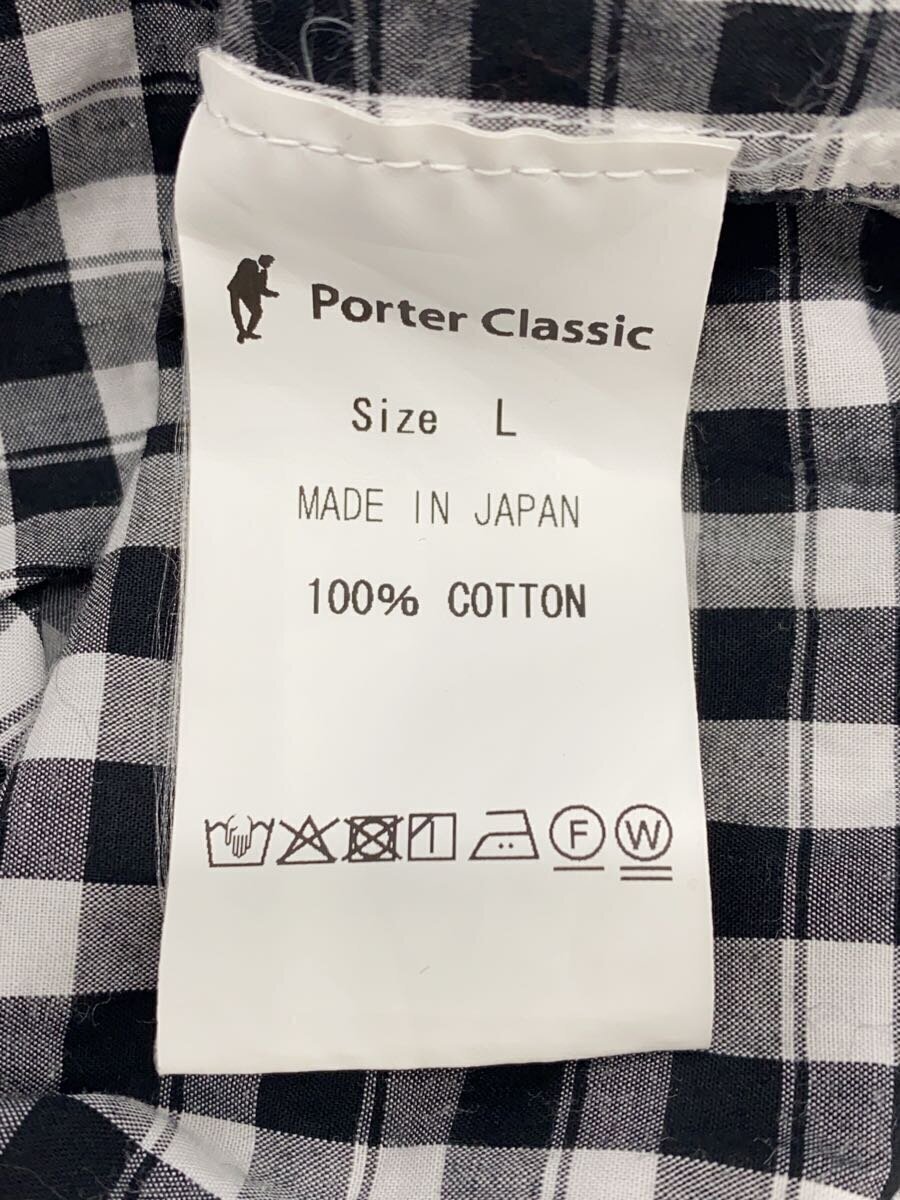 Porter Classic
Size L
MADE IN JAPAN
100% COTTON
F W